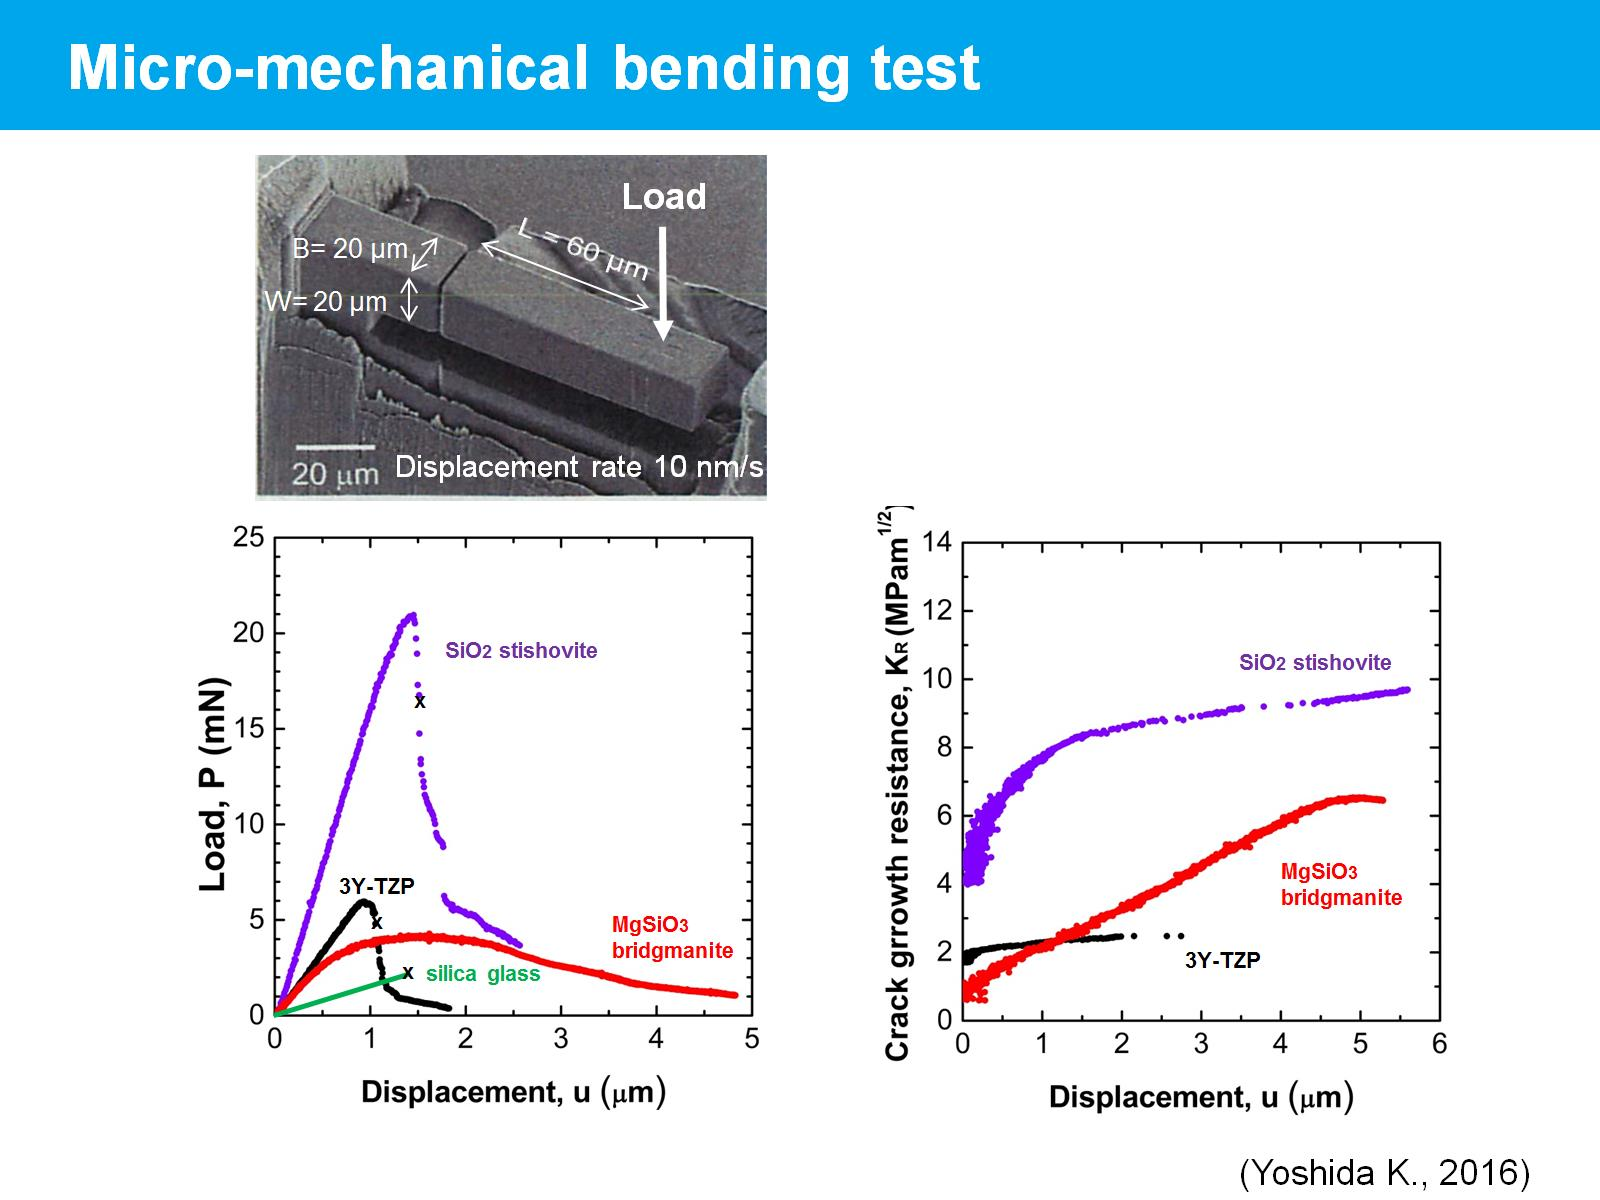 Micro-mechanical bending test
Load
B= 20 µm
L = 60 µm
W= 20 µm
20 µm
Displacement rate 10 nm/s
25
20
15
10
5
0
0 1 2 3 4 5
Load, P (mN)
Displacement, u (µm)
SiO2 stishovite
x
3Y-TZP
x
MgSiO3
bridgmanite
x
silica glass
14
12
10
8
6
4
2
0
0 1 2 3 4 5 6
Crack grrowth resistance, KR (MPam1/2)
Displacement, u (µm)
SiO2 stishovite
MgSiO3
bridgmanite
3Y-TZP
(Yoshida K., 2016)